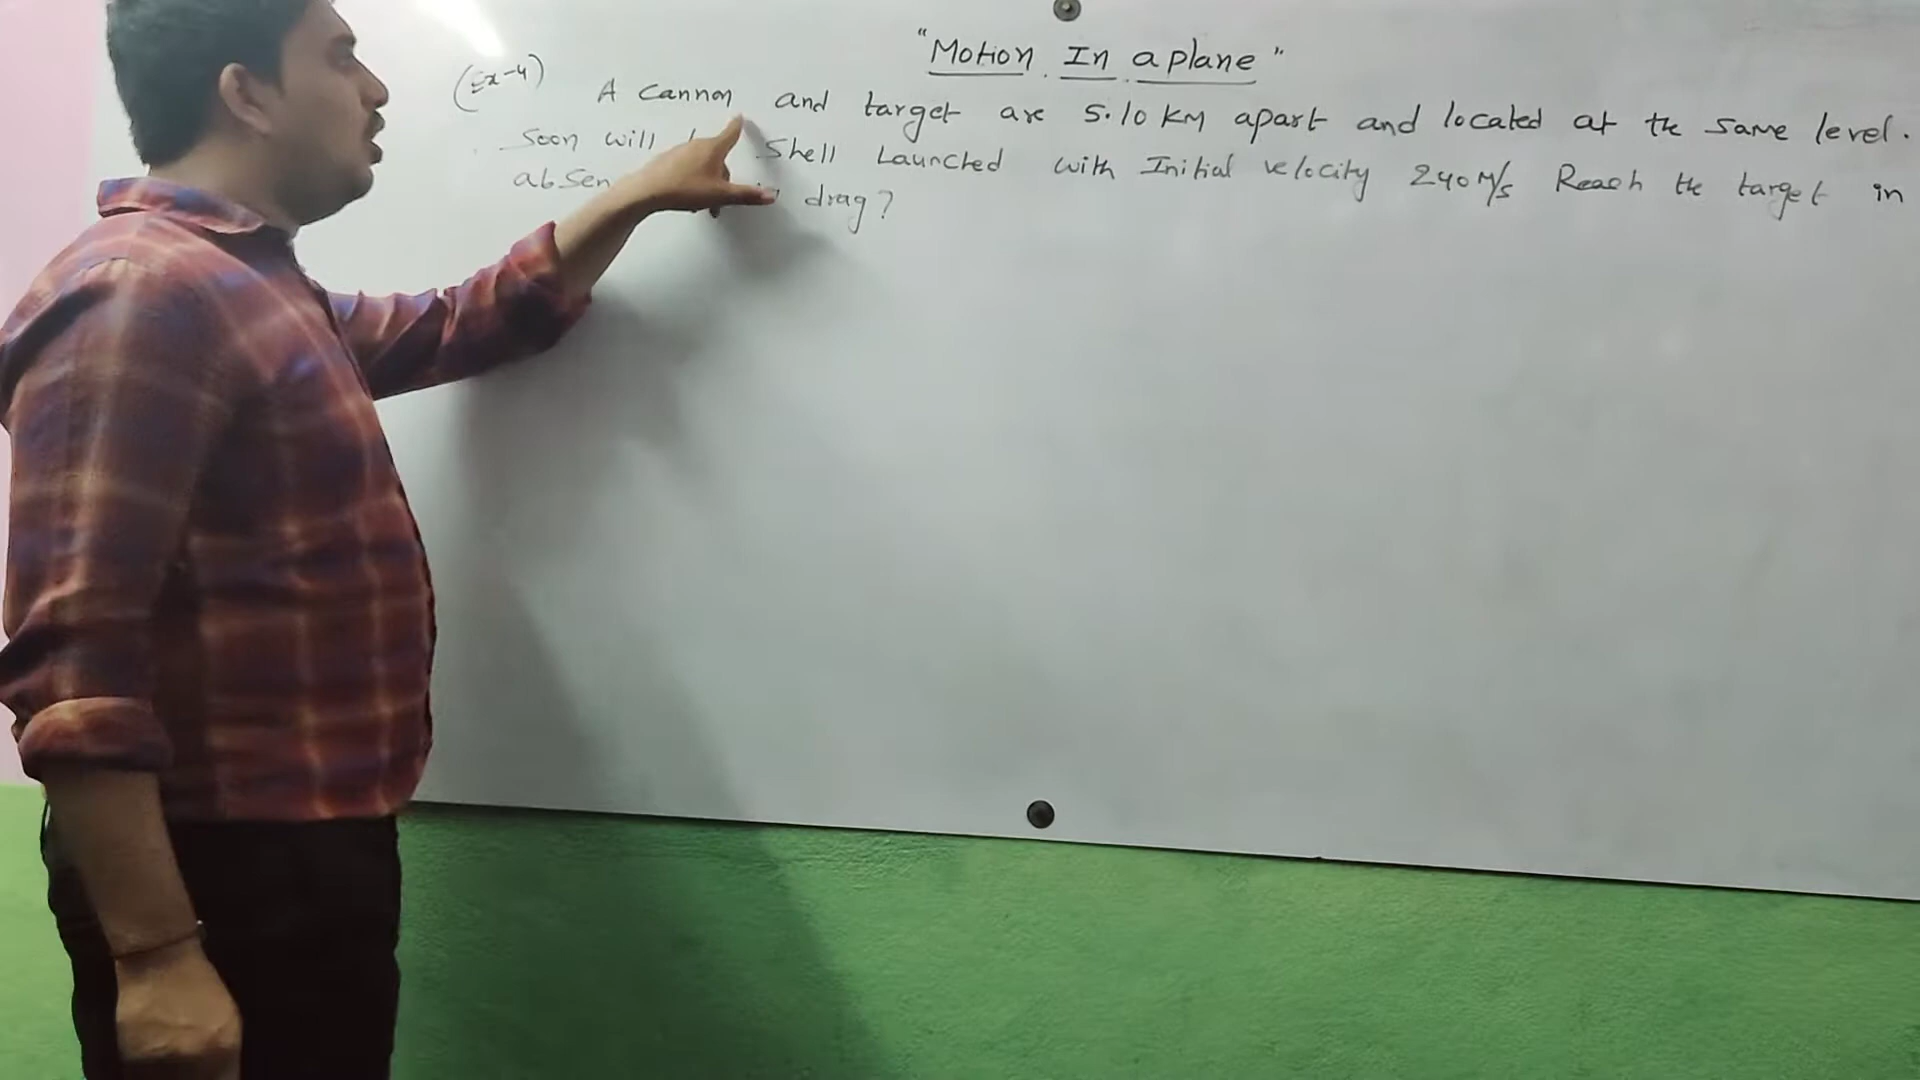 "Motion In a plane"
(Ex-4) A cannon and target are 5.10 KM apart and located at the same level.
Soon will Shell Launched with Initial velocity 240 M/s Reach the target in
absen drag?